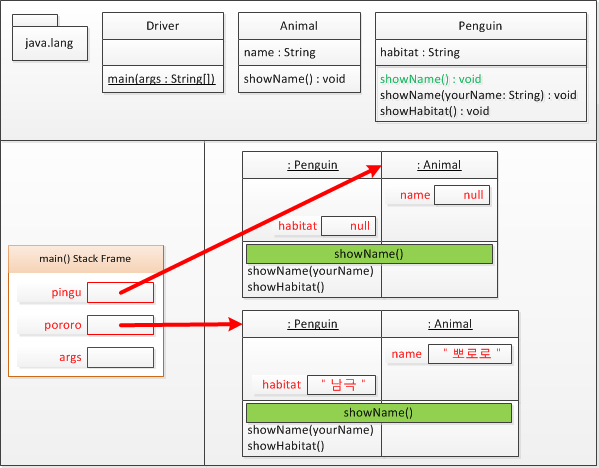 java.lang
Driver
main(args : String[])
Animal
name : String
showName() : void
Penguin
habitat : String
showName() : void
showName(yourName: String) : void
showHabitat() : void
main() Stack Frame
pingu
pororo
args
: Penguin
: Animal
name null
habitat null
showName()
showName(yourName)
showHabitat()
: Penguin
: Animal
name " 뽀로로 "
habitat " 남극 "
showName()
showName(yourName)
showHabitat()